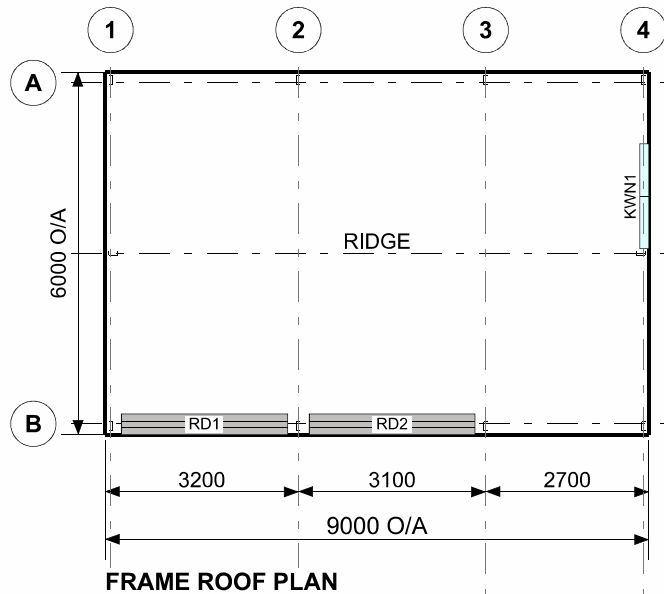 1 2 3 4
A
KWN1
RIDGE
6000 O/A
B
RD1 RD2
3200 3100 2700
9000 O/A
FRAME ROOF PLAN